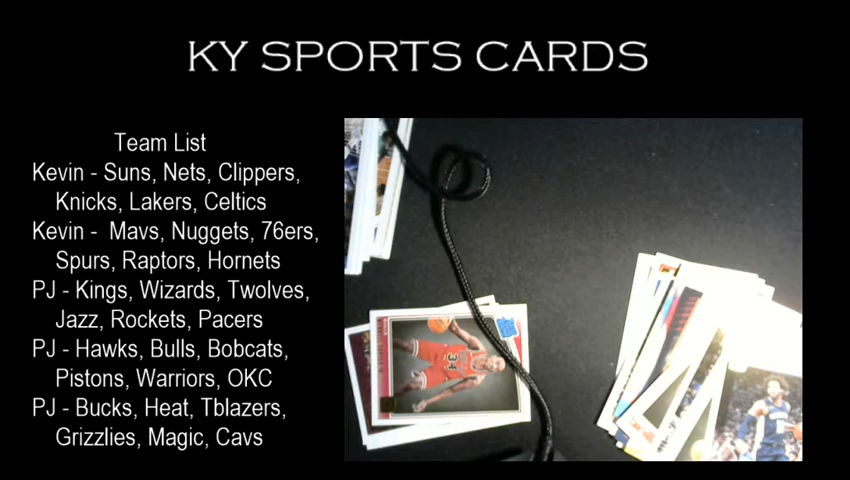 KY SPORTS CARDS
Team List
Kevin - Suns, Nets, Clippers,
Knicks, Lakers, Celtics
Kevin - Mavs, Nuggets, 76ers,
Spurs, Raptors, Hornets
PJ - Kings, Wizards, Twolves,
Jazz, Rockets, Pacers
PJ - Hawks, Bulls, Bobcats,
Pistons, Warriors, OKC
PJ - Bucks, Heat, Tblazers,
Grizzlies, Magic, Cavs
34